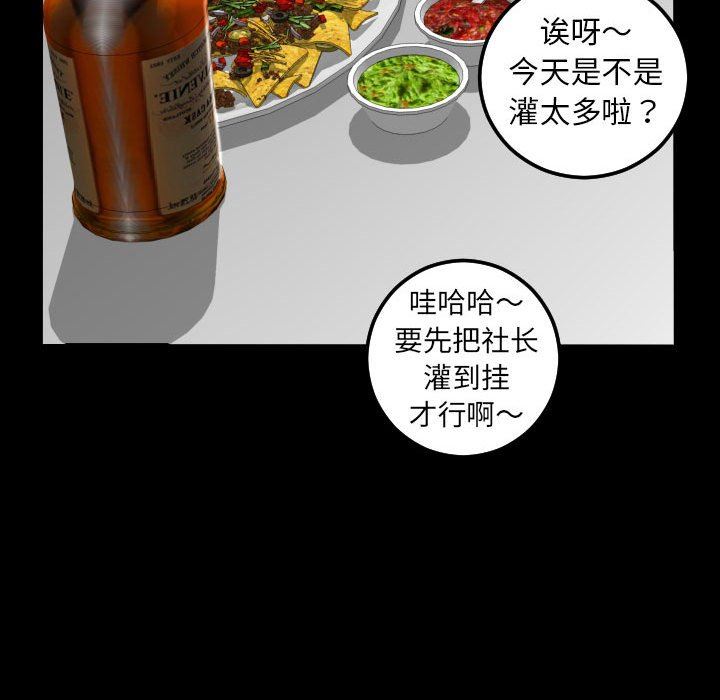 诶呀～
今天是不是
灌太多啦？
哇哈哈～
要先把社长
灌到挂
才行啊～